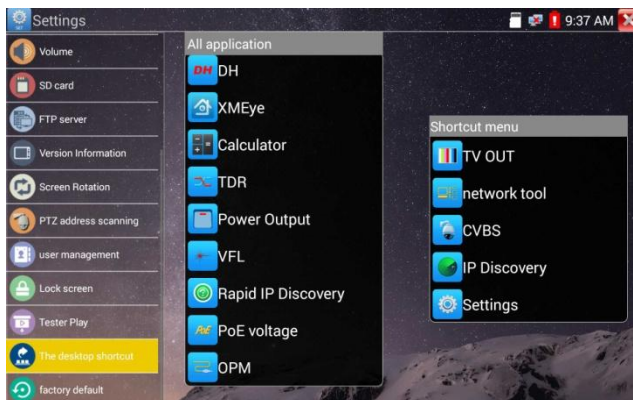 Settings
9:37 AM
Volume
SD card
FTP server
Version Information
Screen Rotation
PTZ address scanning
user management
Lock screen
Tester Play
The desktop shortcut
factory default
All application
DH DH
XMEye
Calculator
TDR
Power Output
VFL
Rapid IP Discovery
PoE PoE voltage
OPM
Shortcut menu
TV OUT
network tool
CVBS
IP Discovery
Settings